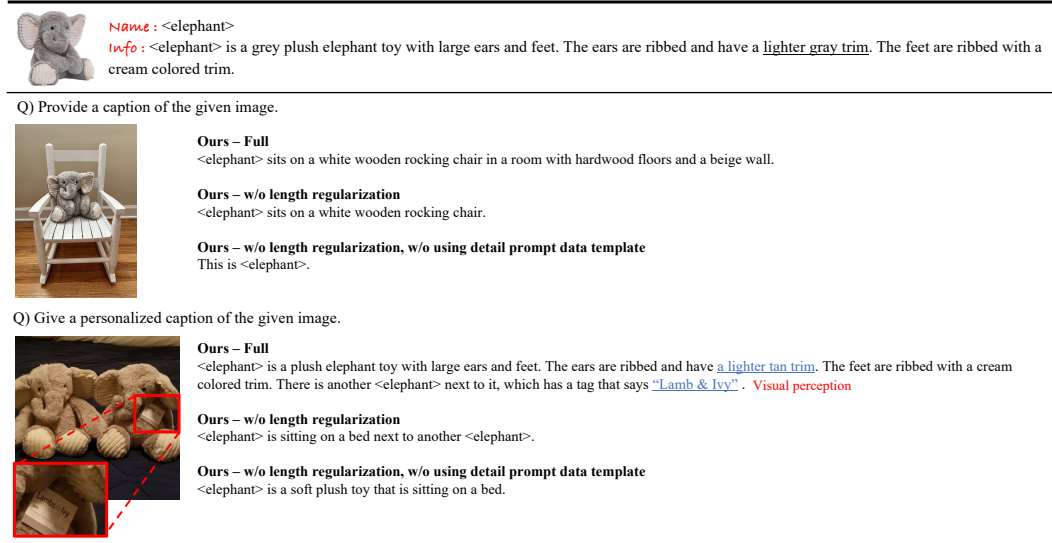 Name : <elephant>
Info : <elephant> is a grey plush elephant toy with large ears and feet. The ears are ribbed and have a lighter gray trim. The feet are ribbed with a
cream colored trim.
Q) Provide a caption of the given image.
Ours – Full
<elephant> sits on a white wooden rocking chair in a room with hardwood floors and a beige wall.
Ours – w/o length regularization
<elephant> sits on a white wooden rocking chair.
Ours – w/o length regularization, w/o using detail prompt data template
This is <elephant>.
Q) Give a personalized caption of the given image.
Ours – Full
<elephant> is a plush elephant toy with large ears and feet. The ears are ribbed and have a lighter tan trim. The feet are ribbed with a cream
colored trim. There is another <elephant> next to it, which has a tag that says “Lamb & Ivy” . Visual perception
Ours – w/o length regularization
<elephant> is sitting on a bed next to another <elephant>.
Ours – w/o length regularization, w/o using detail prompt data template
<elephant> is a soft plush toy that is sitting on a bed.
Lambs Ivy